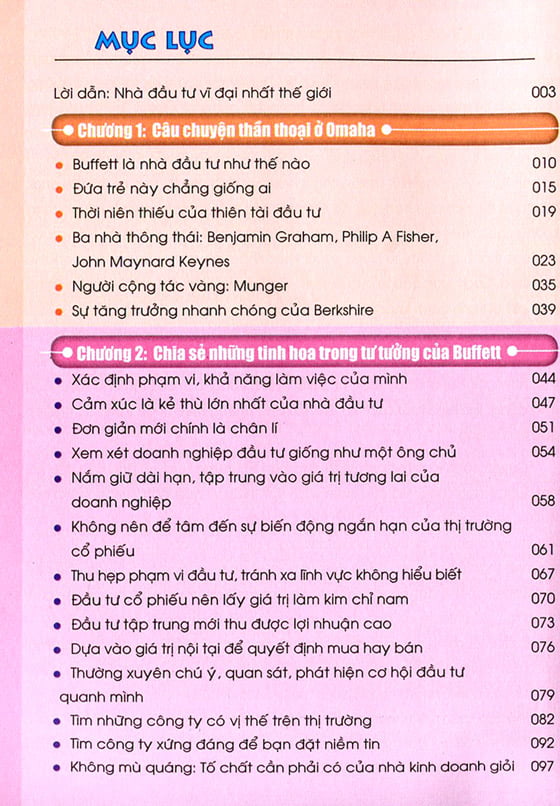 MỤC LỤC
Lời dẫn: Nhà đầu tư vĩ đại nhất thế giới 003
Chương 1: Câu chuyện thần thoại ở Omaha
• Buffett là nhà đầu tư như thế nào 010
• Đứa trẻ này chẳng giống ai 015
• Thời niên thiếu của thiên tài đầu tư 019
• Ba nhà thông thái: Benjamin Graham, Philip A Fisher,
John Maynard Keynes 023
• Người cộng tác vàng: Munger 035
• Sự tăng trưởng nhanh chóng của Berkshire 039
Chương 2: Chia sẻ những tinh hoa trong tư tưởng của Buffett
• Xác định phạm vi, khả năng làm việc của mình 044
• Cảm xúc là kẻ thù lớn nhất của nhà đầu tư 047
• Đơn giản mới chính là chân lí 051
• Xem xét doanh nghiệp đầu tư giống như một ông chủ 054
• Nắm giữ dài hạn, tập trung vào giá trị tương lai của
doanh nghiệp 058
• Không nên để tâm đến sự biến động ngắn hạn của thị trường
cổ phiếu 061
• Thu hẹp phạm vi đầu tư, tránh xa lĩnh vực không hiểu biết 067
• Đầu tư cổ phiếu nên lấy giá trị làm kim chỉ nam 070
• Đầu tư tập trung mới thu được lợi nhuận cao 073
• Dựa vào giá trị nội tại để quyết định mua hay bán 076
• Thường xuyên chú ý, quan sát, phát hiện cơ hội đầu tư
quanh mình 079
• Tìm những công ty có vị thế trên thị trường 082
• Tìm công ty xứng đáng để bạn đặt niềm tin 092
• Không mù quáng: Tố chất cần phải có của nhà kinh doanh giỏi 097